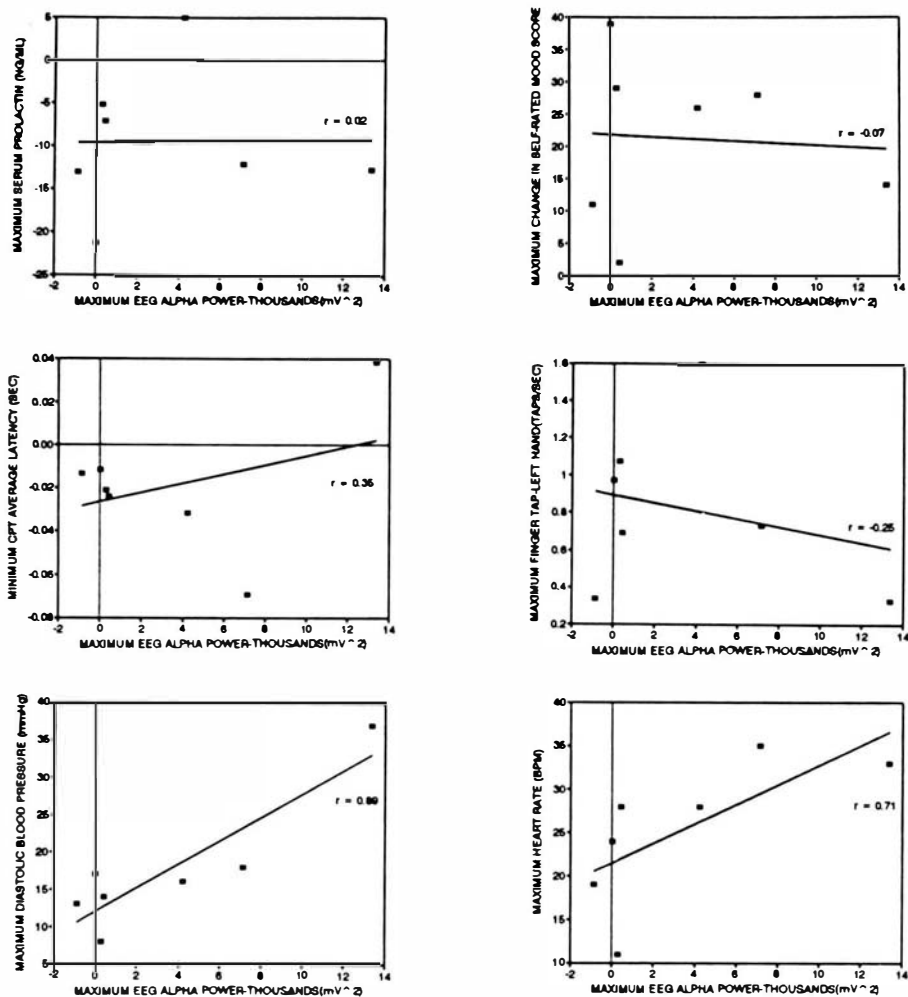 MAXIMUM SERUM PROLACTIN (NG/ML)
5
0
-5
-10
-15
-20
-25
r = 0.02
-2 0 2 4 6 8 10 12 14
MAXIMUM EEG ALPHA POWER-THOUSANDS(mV^2)
MAXIMUM CHANGE IN SELF-RATED MOOD SCORE
40
35
30
25
20
15
10
5
0
r = -0.07
-2 0 2 4 6 8 10 12 14
MAXIMUM EEG ALPHA POWER-THOUSANDS(mV^2)
MINIMUM CPT AVERAGE LATENCY (SEC)
0.04
0.02
0.00
-0.02
-0.04
-0.06
-0.08
r = 0.35
-2 0 2 4 6 8 10 12 14
MAXIMUM EEG ALPHA POWER-THOUSANDS(mV^2)
MAXIMUM FINGER TAP-LEFT HAND(TAPS/SEC)
1.6
1.4
1.2
1
0.8
0.6
0.4
0.2
r = -0.25
-2 0 2 4 6 8 10 12 14
MAXIMUM EEG ALPHA POWER-THOUSANDS(mV^2)
MAXIMUM DIASTOLIC BLOOD PRESSURE (mmHg)
40
35
30
25
20
15
10
5
r = 0.89
-2 0 2 4 6 8 10 12 14
MAXIMUM EEG ALPHA POWER-THOUSANDS(mV^2)
MAXIMUM HEART RATE (BPM)
40
35
30
25
20
15
10
r = 0.71
-2 0 2 4 6 8 10 12 14
MAXIMUM EEG ALPHA POWER-THOUSANDS(mV^2)